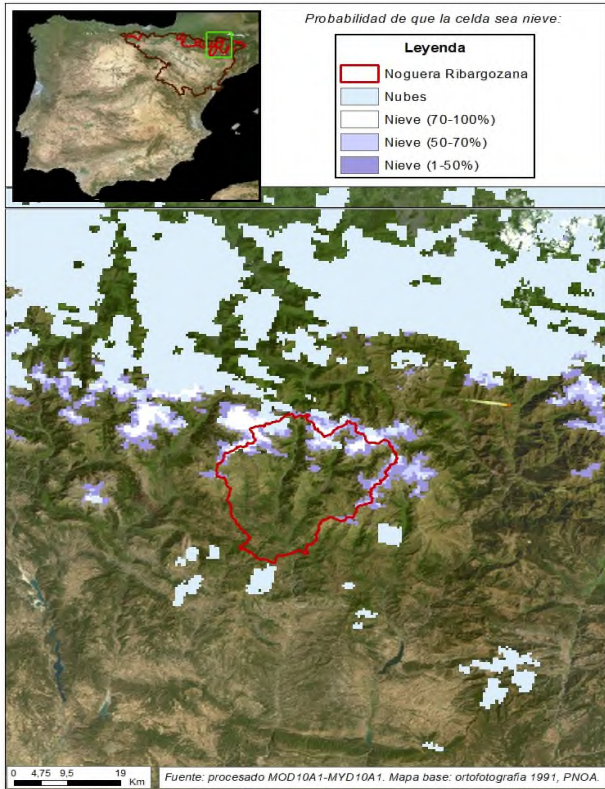 Probabilidad de que la celda sea nieve:
Leyenda
Noguera Ribargozana
Nubes
Nieve (70-100%)
Nieve (50-70%)
Nieve (1-50%)
0 4,75 9,5 19
Km
Fuente: procesado MOD10A1-MYD10A1. Mapa base: ortofotografía 1991, PNOA.